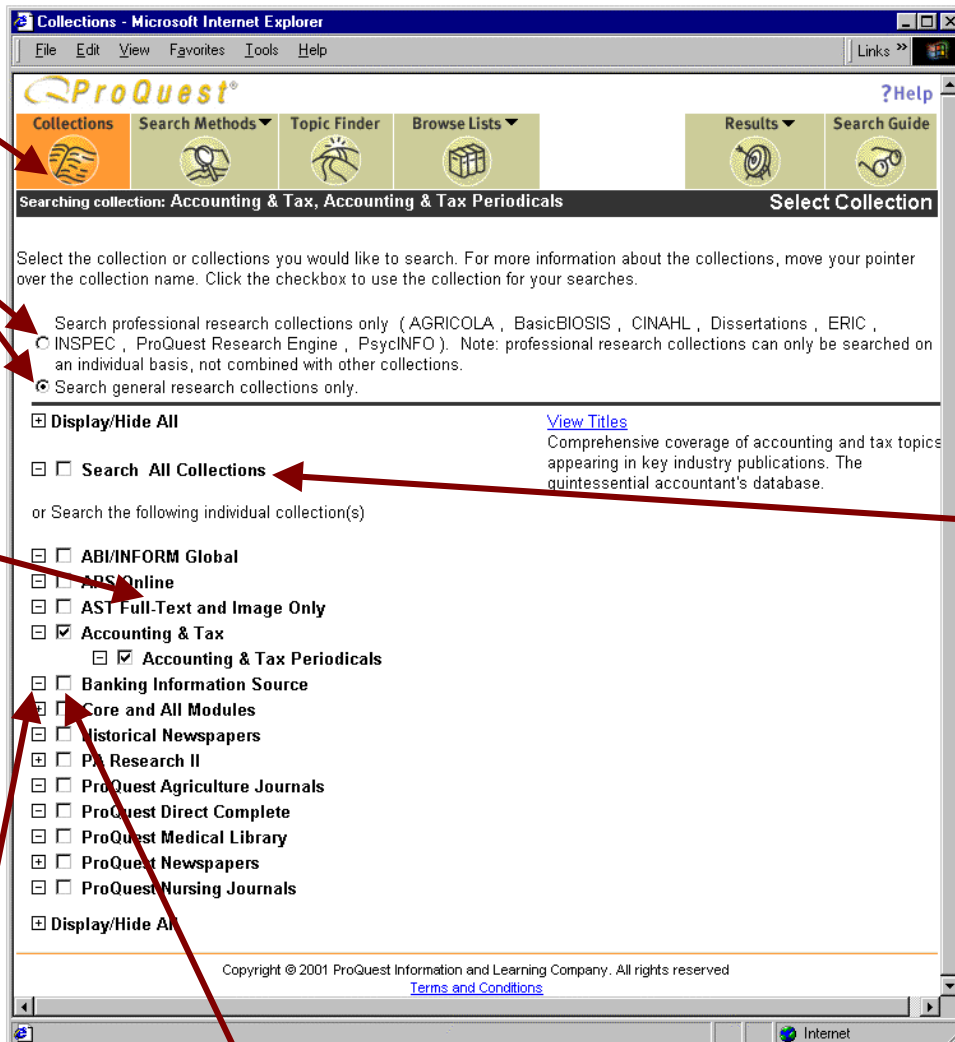 Collections - Microsoft Internet Explorer
File Edit View Favorites Tools Help Links »
ProQuest®
?Help
Collections Search Methods Topic Finder Browse Lists Results Search Guide
Searching collection: Accounting & Tax, Accounting & Tax Periodicals Select Collection
Select the collection or collections you would like to search. For more information about the collections, move your pointer
over the collection name. Click the checkbox to use the collection for your searches.
Search professional research collections only ( AGRICOLA , BasicBIOSIS , CINAHL , Dissertations , ERIC ,
INSPEC , ProQuest Research Engine , PsycINFO ). Note: professional research collections can only be searched on
an individual basis, not combined with other collections.
Search general research collections only.
Display/Hide All
View Titles
Comprehensive coverage of accounting and tax topics
appearing in key industry publications. The
quintessential accountant's database.
Search All Collections
or Search the following individual collection(s)
ABI/INFORM Global
ARS Online
AST Full-Text and Image Only
Accounting & Tax
Accounting & Tax Periodicals
Banking Information Source
Core and All Modules
Historical Newspapers
PA Research II
ProQuest Agriculture Journals
ProQuest Direct Complete
ProQuest Medical Library
ProQuest Newspapers
ProQuest Nursing Journals
Display/Hide All
Copyright © 2001 ProQuest Information and Learning Company. All rights reserved
Terms and Conditions
Internet